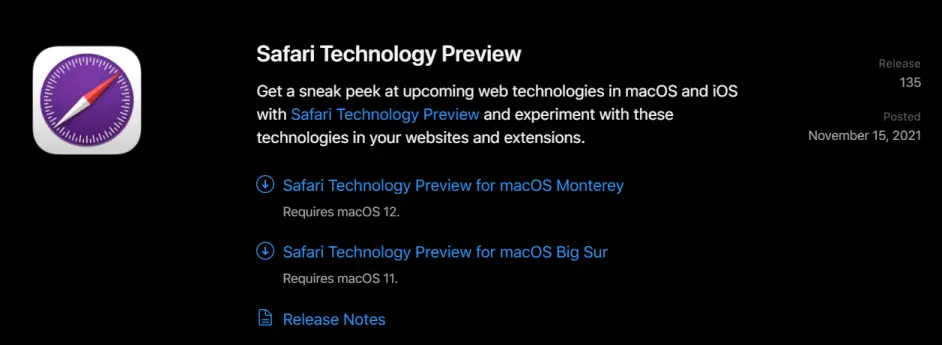 Safari Technology Preview
Get a sneak peek at upcoming web technologies in macOS and iOS
with Safari Technology Preview and experiment with these
technologies in your websites and extensions.
Safari Technology Preview for macOS Monterey
Requires macOS 12.
Safari Technology Preview for macOS Big Sur
Requires macOS 11.
Release Notes
Release
135
Posted
November 15, 2021